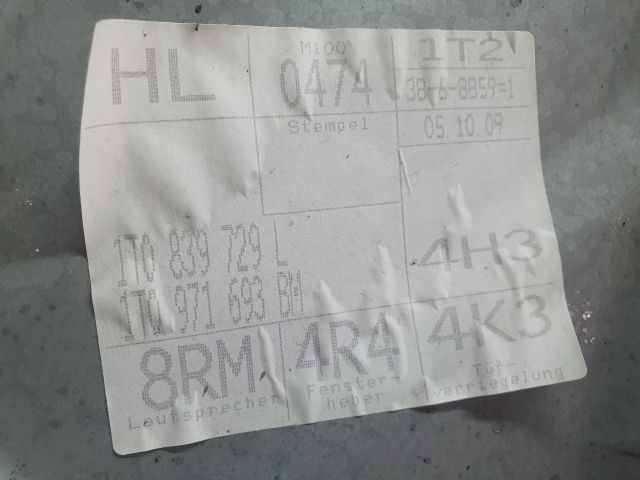 HL
M100
0474
1T2
38-6-8859=1
Stempel
05.10.09
1T0 839 729 L
1T0 971 693 BM
4H3
8RM
Lautsprecher
4R4
Fenster-
heber
4K3
Tür-
verriegelung